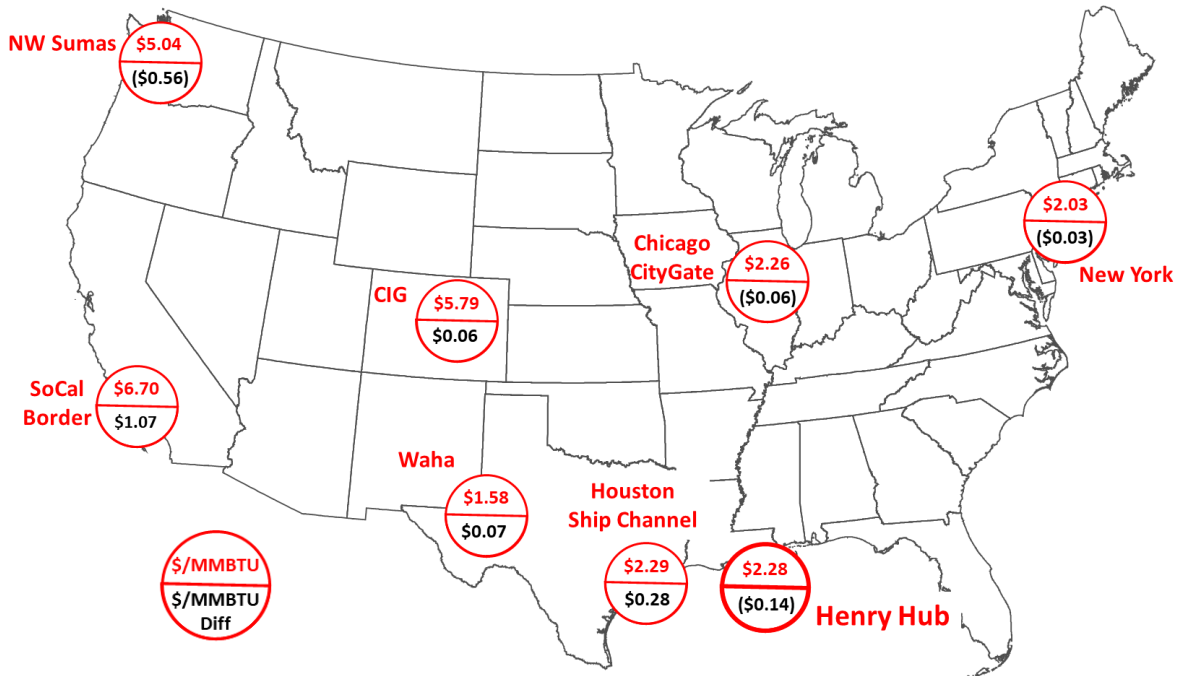 NW Sumas
$5.04
($0.56)
$2.03
($0.03)
New York
Chicago
CityGate
$2.26
($0.06)
CIG
$5.79
$0.06
SoCal
Border
$6.70
$1.07
Waha
$1.58
$0.07
Houston
Ship Channel
$2.29
$0.28
$2.28
($0.14)
Henry Hub
$/MMBTU
$/MMBTU
Diff